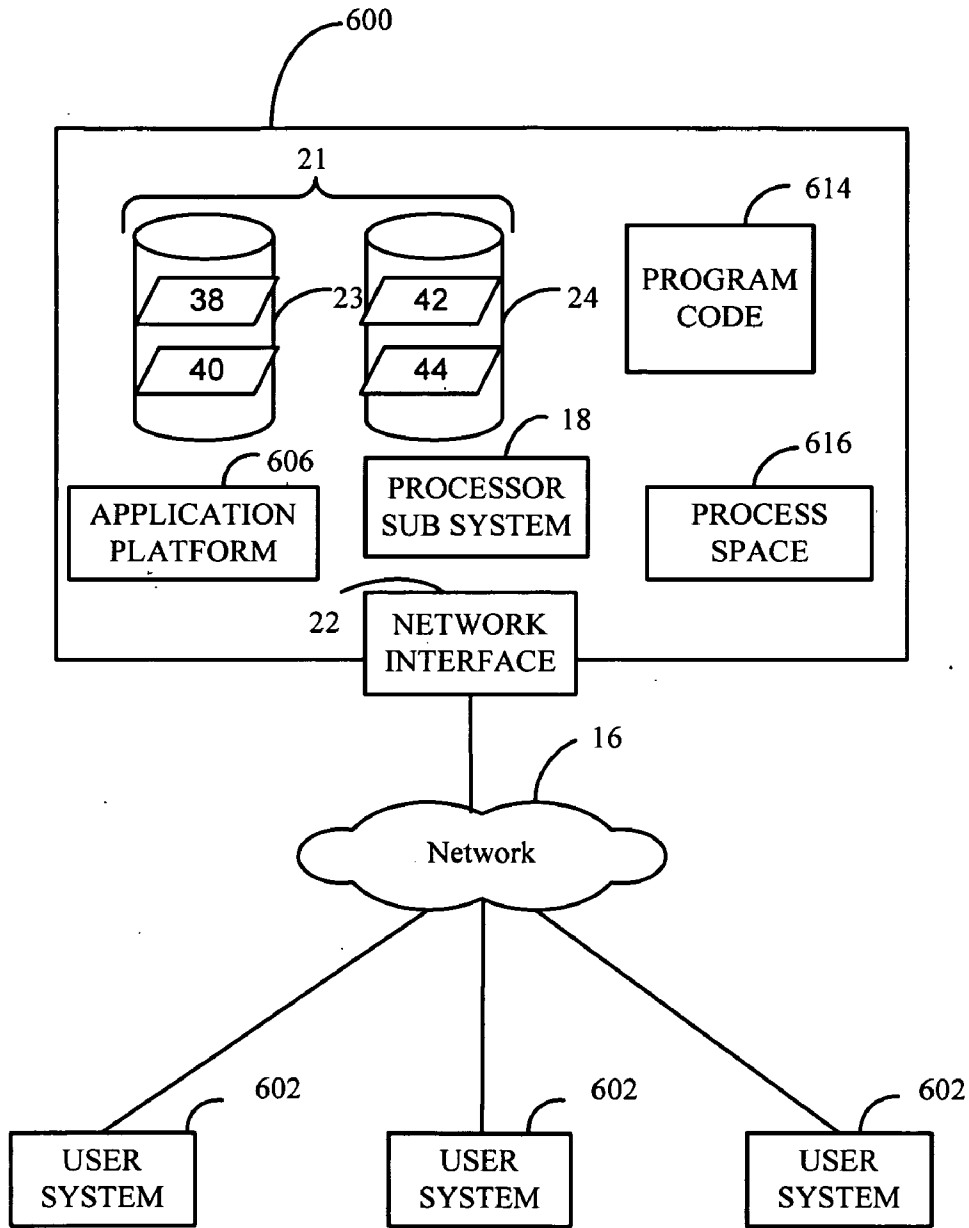 600
21
614
38
23
42
24
PROGRAM
CODE
40
44
18
606
616
APPLICATION
PLATFORM
PROCESSOR
SUB SYSTEM
PROCESS
SPACE
22
NETWORK
INTERFACE
16
Network
602
602
602
USER
SYSTEM
USER
SYSTEM
USER
SYSTEM